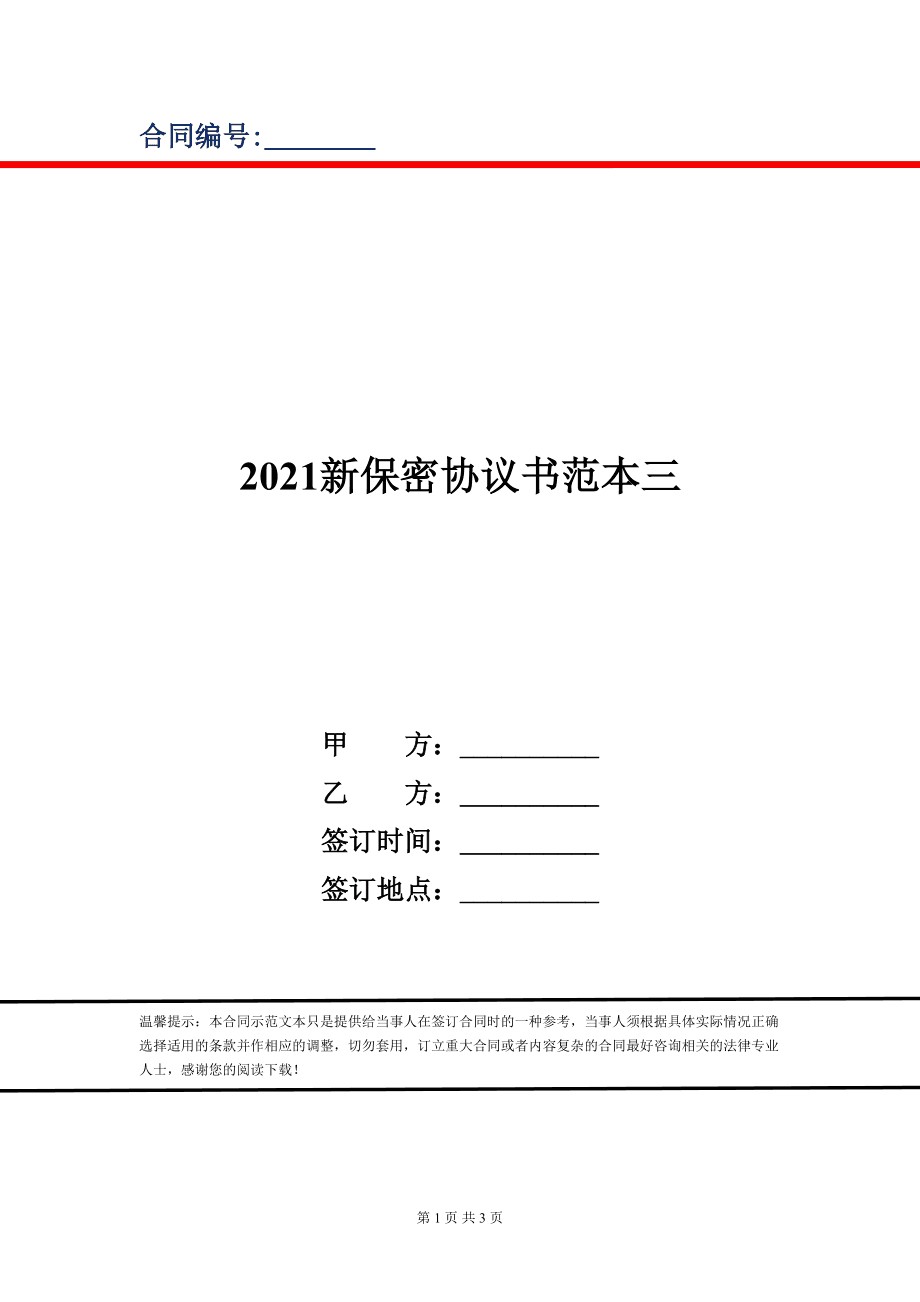 合同编号:________
2021新保密协议书范本三
甲　　方：__________
乙　　方：__________
签订时间：__________
签订地点：__________
温馨提示：本合同示范文本只是提供给当事人在签订合同时的一种参考，当事人须根据具体实际情况正确
选择适用的条款并作相应的调整，切勿套用，订立重大合同或者内容复杂的合同最好咨询相关的法律专业
人士，感谢您的阅读下载！
第 1 页 共 3 页